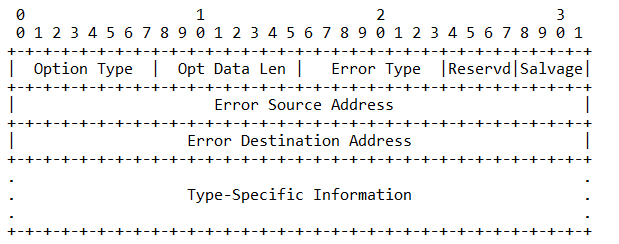 0                   1                   2                   3
0 1 2 3 4 5 6 7 8 9 0 1 2 3 4 5 6 7 8 9 0 1 2 3 4 5 6 7 8 9 0 1
+-+-+-+-+-+-+-+-+-+-+-+-+-+-+-+-+-+-+-+-+-+-+-+-+-+-+-+-+-+-+-+-+
|  Option Type  |  Opt Data Len |   Error Type  |Reservd|Salvage|
+-+-+-+-+-+-+-+-+-+-+-+-+-+-+-+-+-+-+-+-+-+-+-+-+-+-+-+-+-+-+-+-+
|                      Error Source Address                     |
+-+-+-+-+-+-+-+-+-+-+-+-+-+-+-+-+-+-+-+-+-+-+-+-+-+-+-+-+-+-+-+-+
|                   Error Destination Address                   |
+-+-+-+-+-+-+-+-+-+-+-+-+-+-+-+-+-+-+-+-+-+-+-+-+-+-+-+-+-+-+-+-+
.                                                               .
.                   Type-Specific Information                   .
.                                                               .
+-+-+-+-+-+-+-+-+-+-+-+-+-+-+-+-+-+-+-+-+-+-+-+-+-+-+-+-+-+-+-+-+